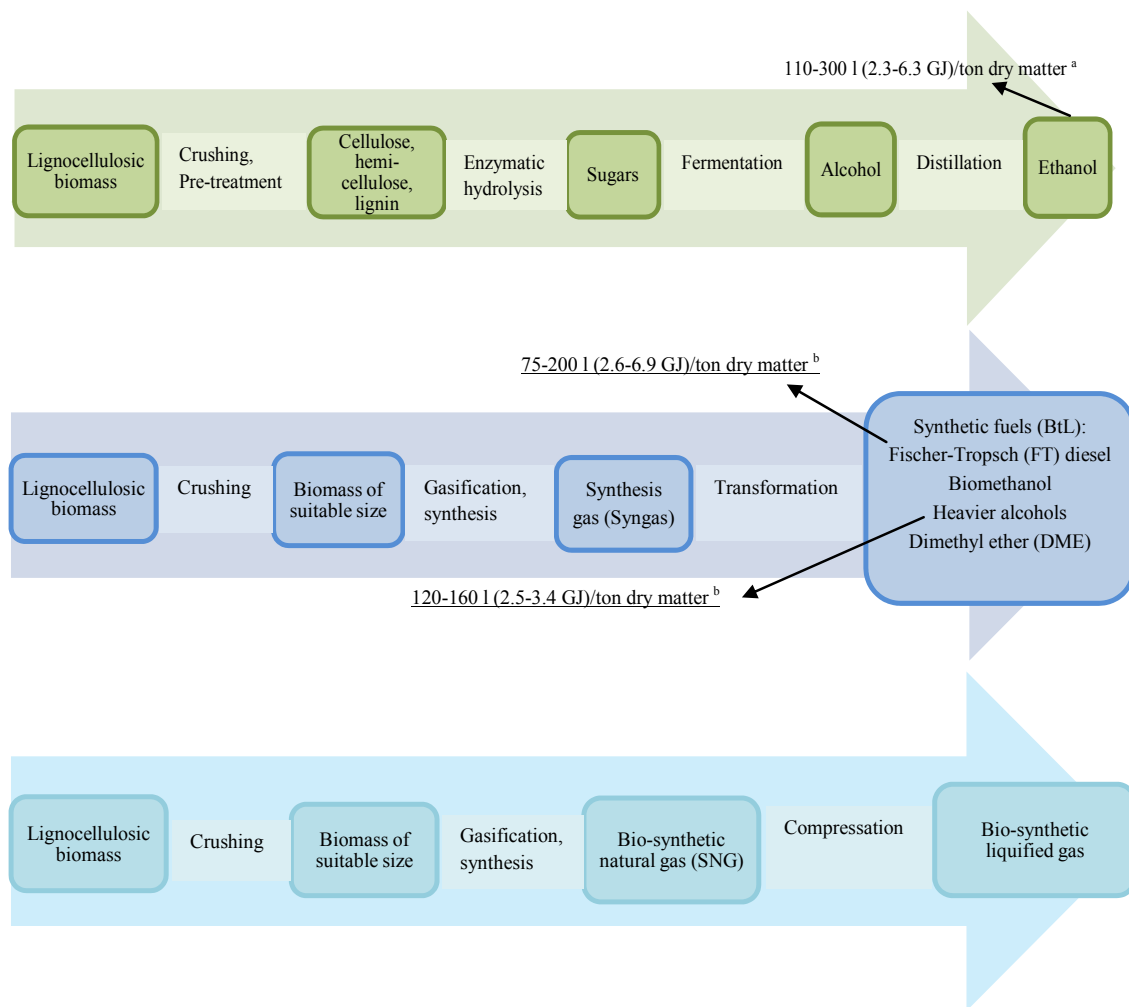 110-300 l (2.3-6.3 GJ)/ton dry matter a
Lignocellulosic
biomass
Crushing,
Pre-treatment
Cellulose,
hemi-
cellulose,
lignin
Enzymatic
hydrolysis
Sugars
Fermentation
Alcohol
Distillation
Ethanol
75-200 l (2.6-6.9 GJ)/ton dry matter b
Lignocellulosic
biomass
Crushing
Biomass of
suitable size
Gasification,
synthesis
Synthesis
gas (Syngas)
Transformation
Synthetic fuels (BtL):
Fischer-Tropsch (FT) diesel
Biomethanol
Heavier alcohols
Dimethyl ether (DME)
120-160 l (2.5-3.4 GJ)/ton dry matter b
Lignocellulosic
biomass
Crushing
Biomass of
suitable size
Gasification,
synthesis
Bio-synthetic
natural gas (SNG)
Compressation
Bio-synthetic
liquified gas